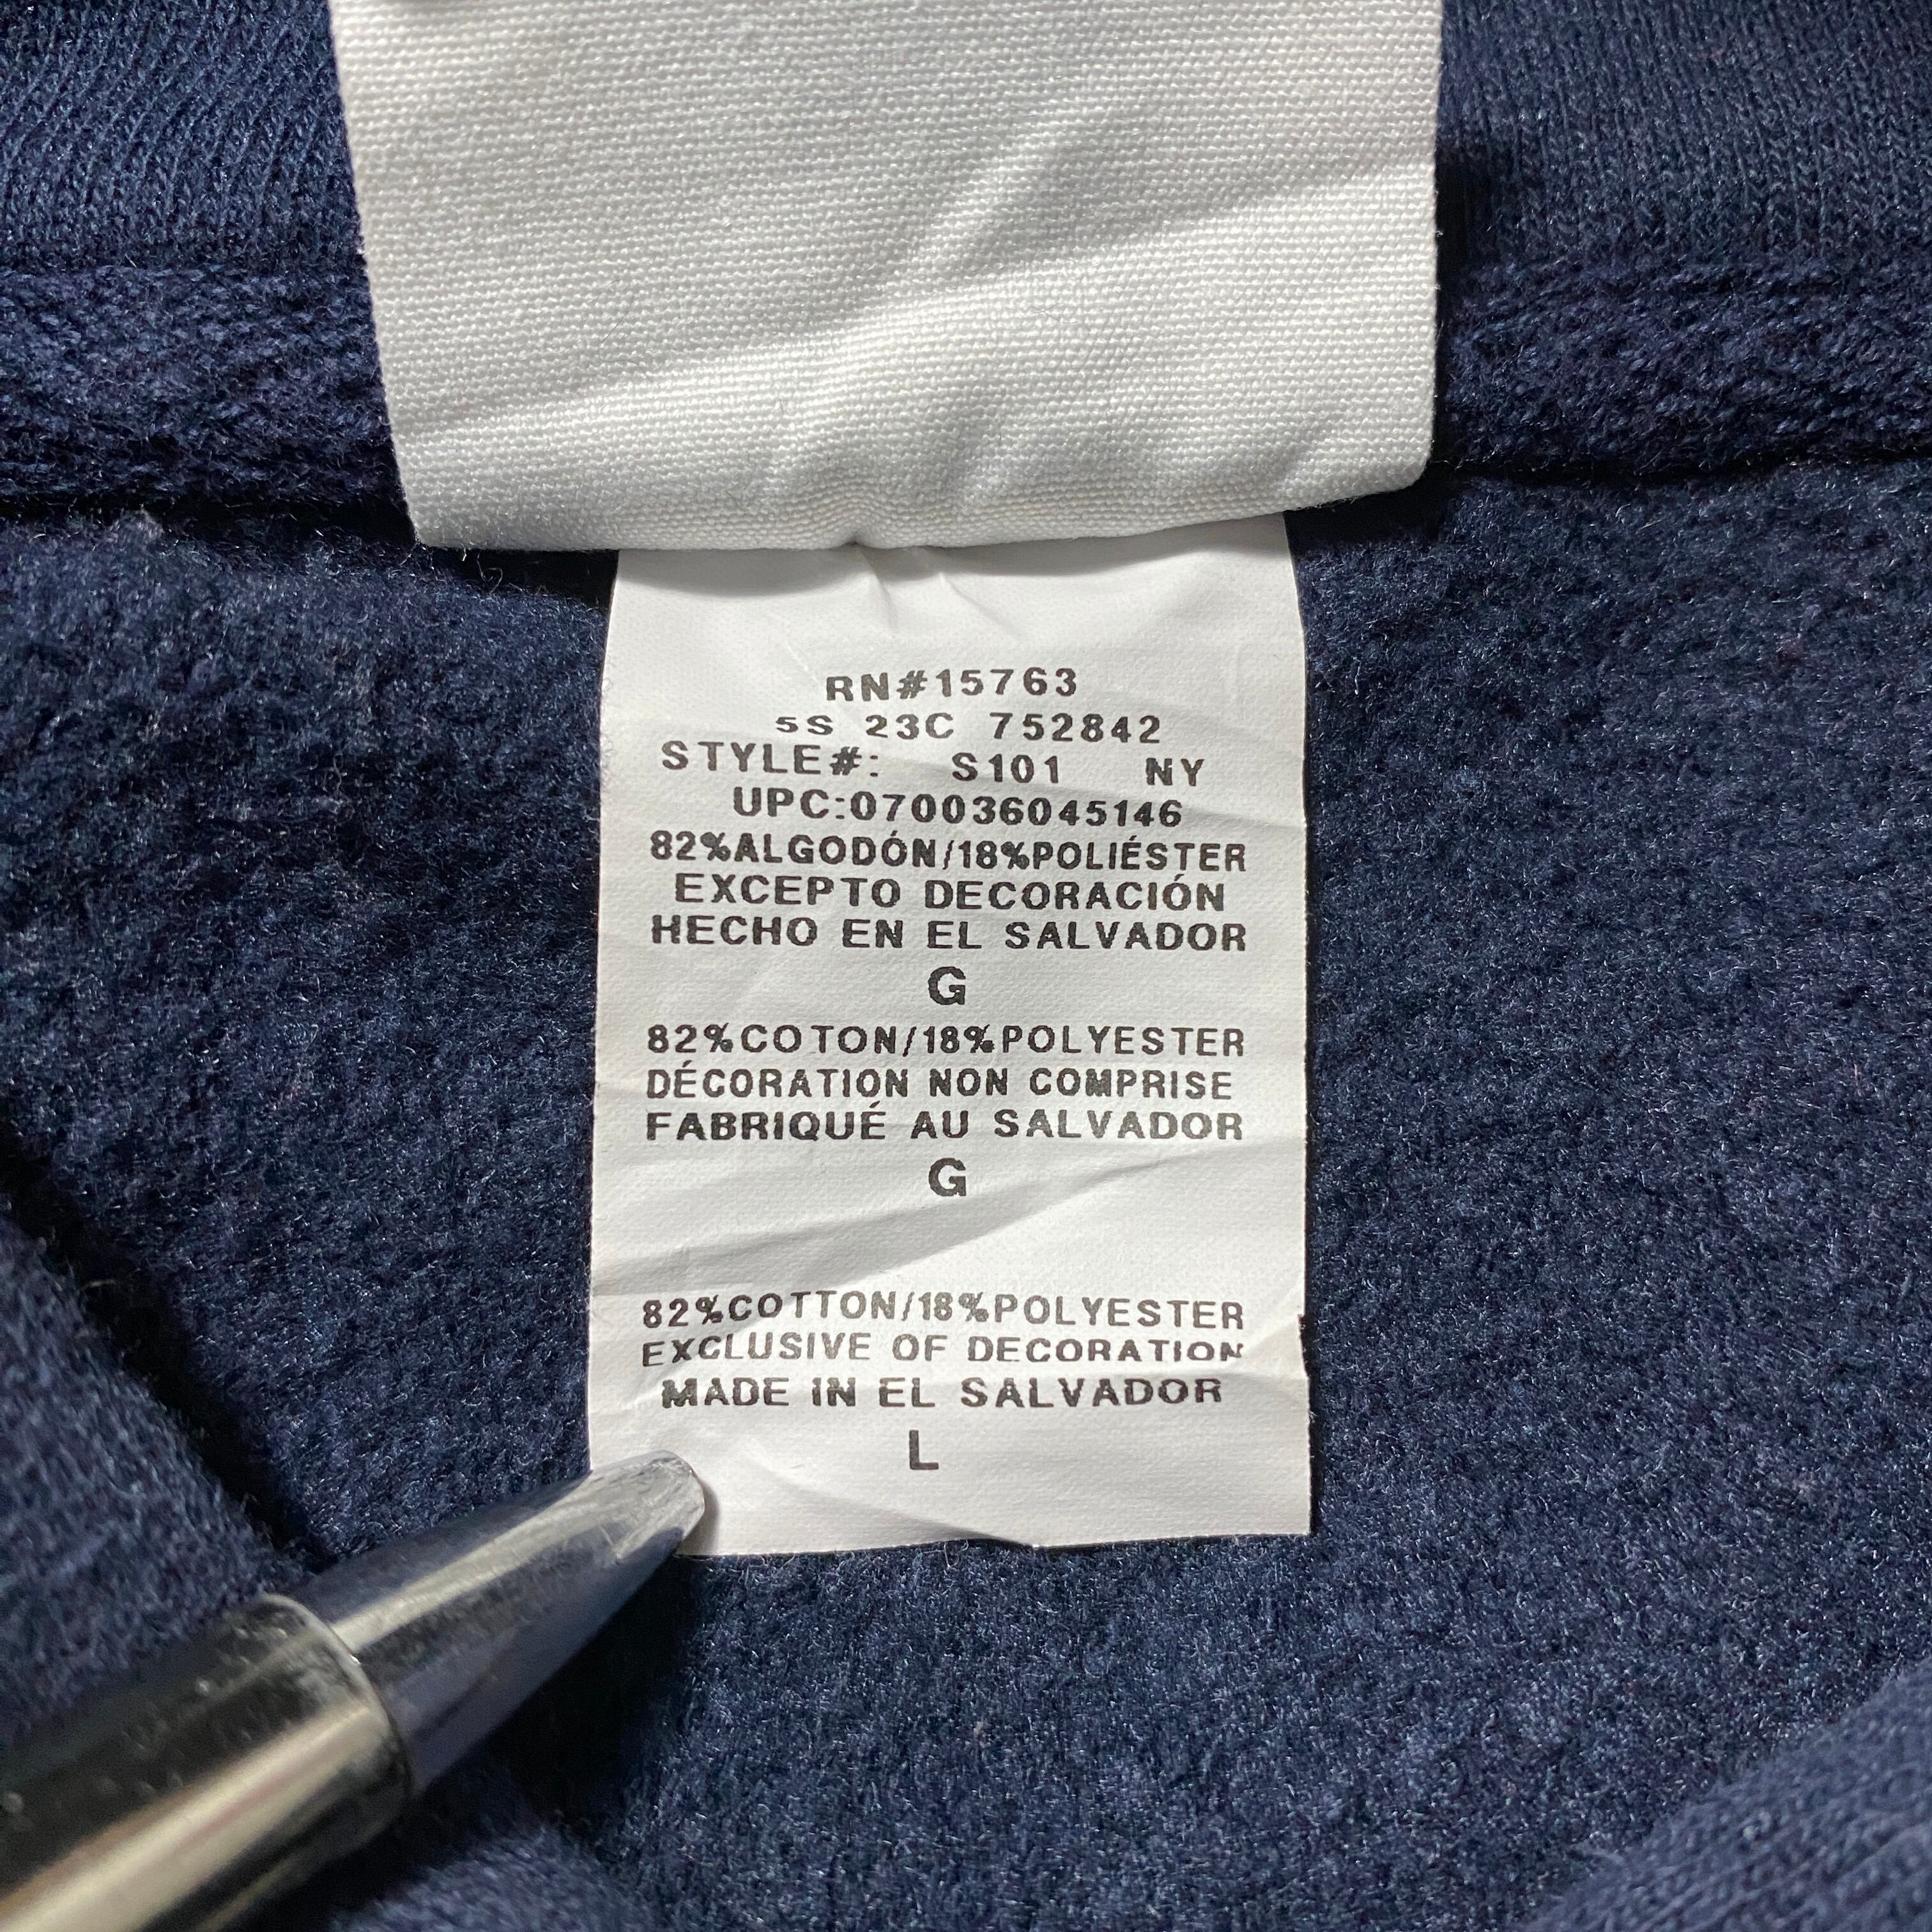 RN#15763
5S 23C 752842
STYLE#: S101 NY
UPC:070036045146
82%ALGODÓN/18%POLIÉSTER
EXCEPTO DECORACIÓN
HECHO EN EL SALVADOR
G
82%COTON/18%POLYESTER
DÉCORATION NON COMPRISE
FABRIQUÉ AU SALVADOR
G
82%COTTON/18%POLYESTER
EXCLUSIVE OF DECORATION
MADE IN EL SALVADOR
L